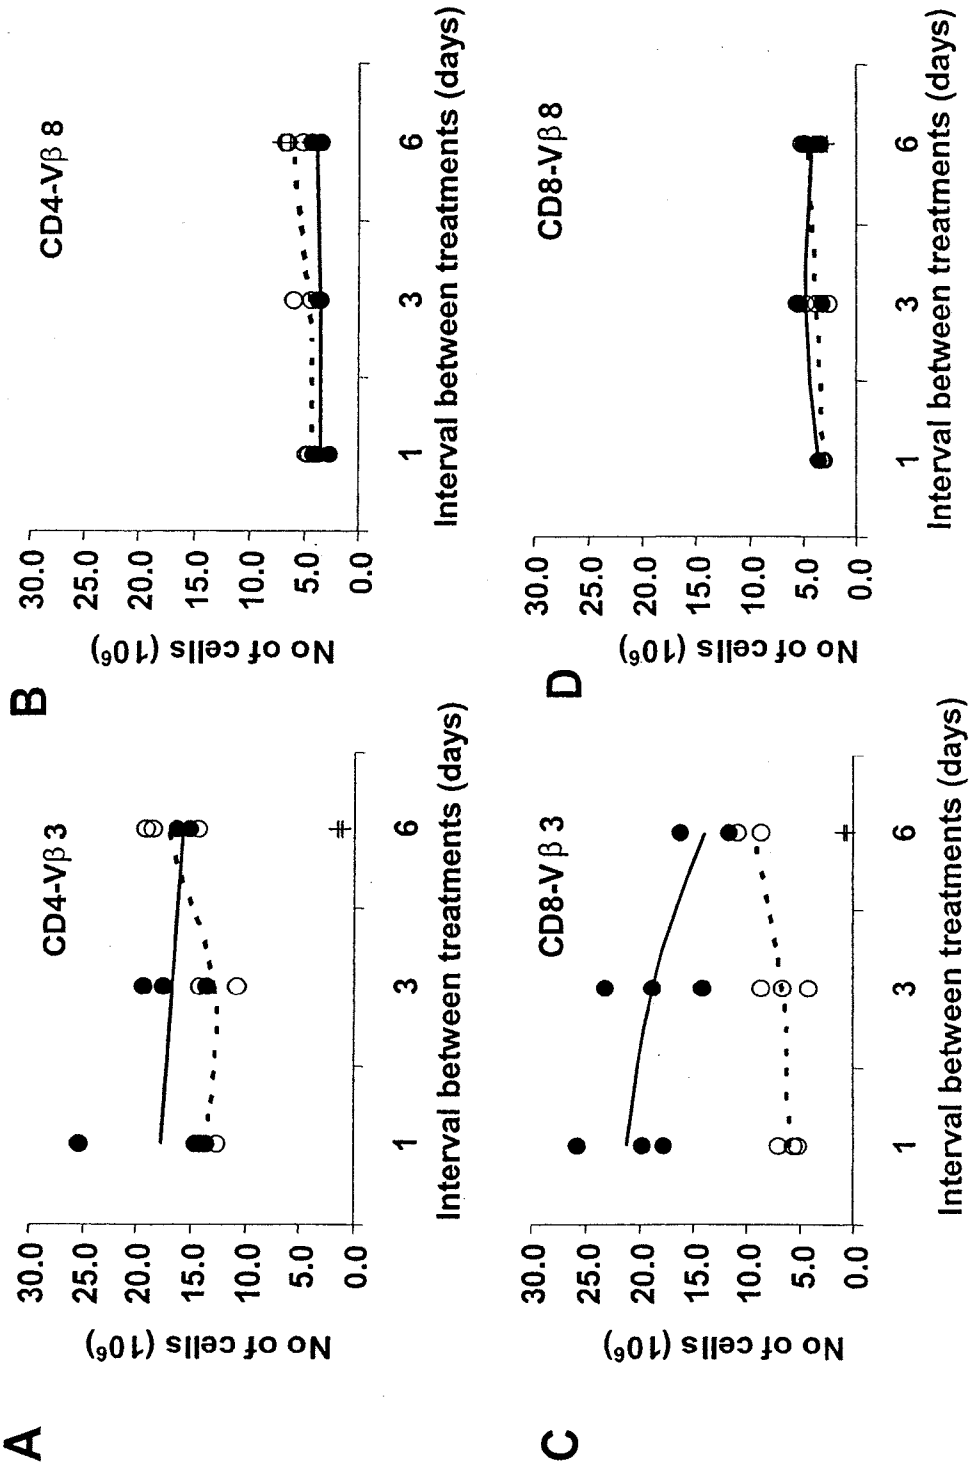 A
CD4-Vβ 3
No of cells (10⁶)
30.0
25.0
20.0
15.0
10.0
5.0
0.0
1 3 6
Interval between treatments (days)
B
CD4-Vβ 8
No of cells (10⁶)
30.0
25.0
20.0
15.0
10.0
5.0
0.0
1 3 6
Interval between treatments (days)
C
CD8-Vβ 3
No of cells (10⁶)
30.0
25.0
20.0
15.0
10.0
5.0
0.0
1 3 6
Interval between treatments (days)
D
CD8-Vβ 8
No of cells (10⁶)
30.0
25.0
20.0
15.0
10.0
5.0
0.0
1 3 6
Interval between treatments (days)